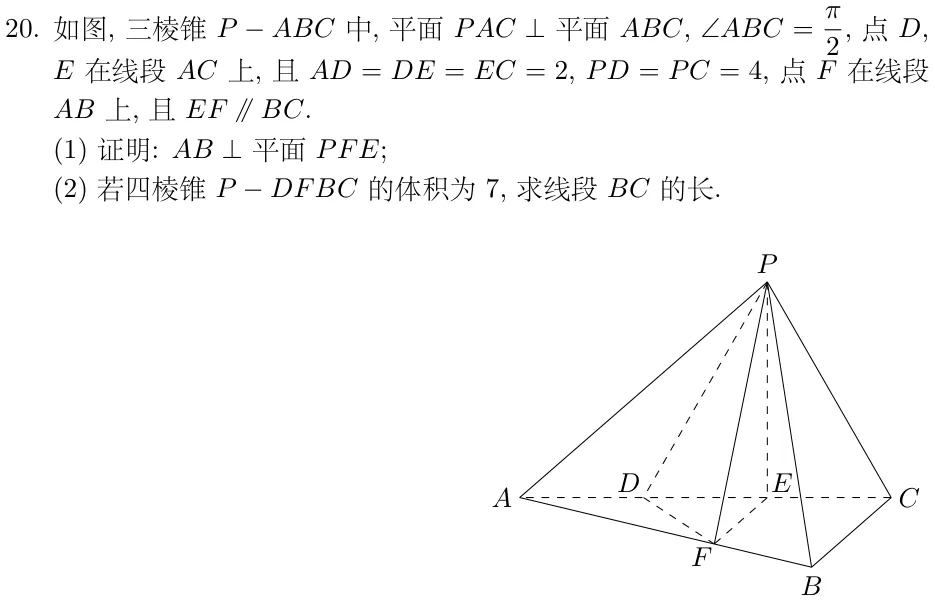 20. 如图, 三棱锥 P − ABC 中, 平面 PAC ⊥ 平面 ABC, ∠ABC = π/2, 点 D,
E 在线段 AC 上, 且 AD = DE = EC = 2, PD = PC = 4, 点 F 在线段
AB 上, 且 EF ∥ BC.
(1) 证明: AB ⊥ 平面 PFE;
(2) 若四棱锥 P − DFBC 的体积为 7, 求线段 BC 的长.
P
D
E
A
C
F
B